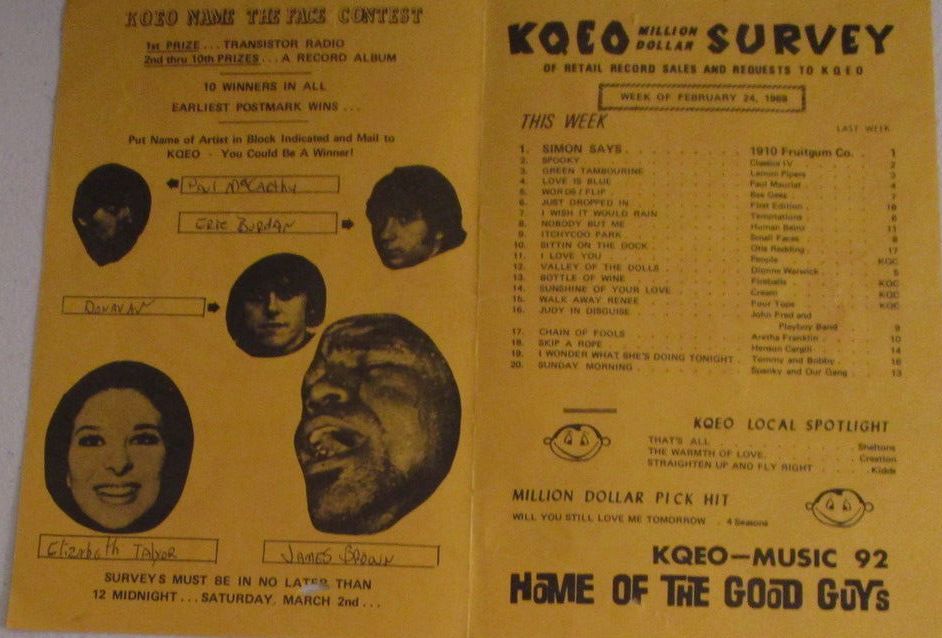 KQEO NAME THE FACE CONTEST
1st PRIZE . . . TRANSISTOR RADIO
2nd thru 10th PRIZES . . . A RECORD ALBUM
10 WINNERS IN ALL
EARLIEST POSTMARK WINS . . .
Put Name of Artist in Block Indicated and Mail to
KQEO - You Could Be A Winner!
Paul McCarthy
ERIC BURDAN
DONAVAN
Elizabeth TAlyor
JAMES BROWN
SURVEYS MUST BE IN NO LATER THAN
12 MIDNIGHT . . . SATURDAY, MARCH 2nd . . .
KQEO MILLION DOLLAR SURVEY
OF RETAIL RECORD SALES AND REQUESTS TO KQEO
WEEK OF FEBRUARY 24, 1968
THIS WEEK LAST WEEK
1. SIMON SAYS . . . 1910 Fruitgum Co. . 1
2. SPOOKY . . . Classics IV 2
3. GREEN TAMBOURINE . . . Lemon Pipers 3
4. LOVE IS BLUE . . . Paul Mauriat . 4
5. WORDS / FLIP . . . Bee Gees 7
6. JUST DROPPED IN . . . First Edition . 18
7. I WISH IT WOULD RAIN . . . Temptations 6
8. NOBODY BUT ME . . . Human Beinz 11
9. ITCHYCOO PARK . . . Small Faces 8
10. SITTIN ON THE DOCK . . . Otis Redding . 17
11. I LOVE YOU . . . People KQC
12. VALLEY OF THE DOLLS . . . Dionne Warwick . 5
13. BOTTLE OF WINE . . . Fireballs KQC
14. SUNSHINE OF YOUR LOVE . . . Cream KQC
15. WALK AWAY RENEE . . . Four Tops KQC
16. JUDY IN DISGUISE . . . John Fred and
Playboy Band 9
17. CHAIN OF FOOLS . . . Aretha Franklin . 10
18. SKIP A ROPE . . . Henson Cargill . 14
19. I WONDER WHAT SHE'S DOING TONIGHT . Tommy and Bobby . 16
20. SUNDAY MORNING . . . Spanky and Our Gang . 13
KQEO LOCAL SPOTLIGHT
THAT'S ALL . . . Sheltons
THE WARMTH OF LOVE. . . . Creation
STRAIGHTEN UP AND FLY RIGHT . . . Kidds
MILLION DOLLAR PICK HIT
WILL YOU STILL LOVE ME TOMORROW . 4 Seasons
KQEO—MUSIC 92
HOME OF THE GOOD GUYS